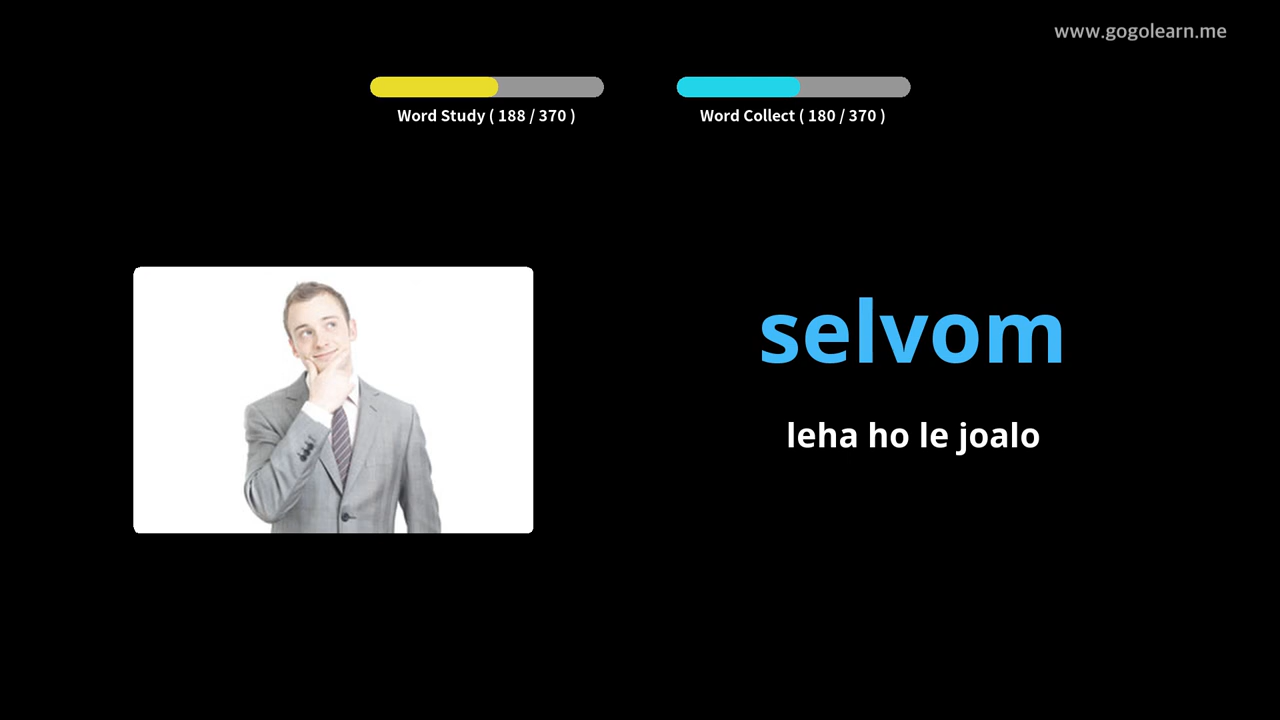 www.gogolearn.me
Word Study ( 188 / 370 )
Word Collect ( 180 / 370 )
selvom
leha ho le joalo